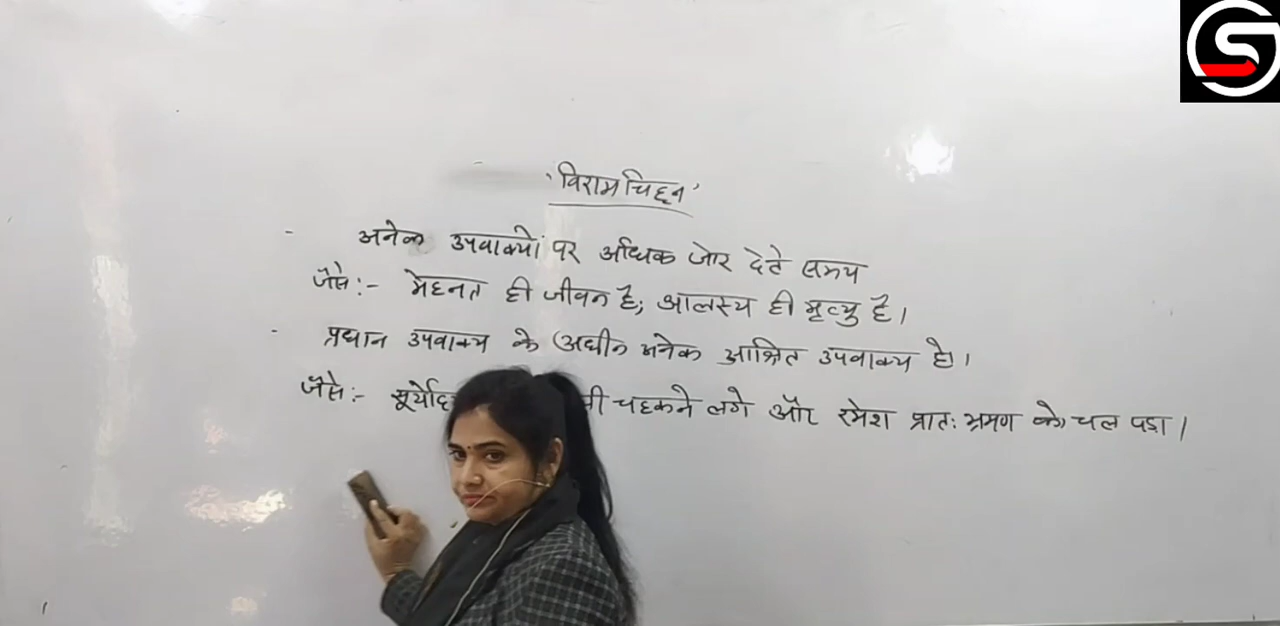 'विराम चिह्न'
- अनेक उपवाक्यों पर अधिक जोर देते समय
जैसे:- मेहनत ही जीवन है; आलस्य ही मृत्यु है।
- प्रधान उपवाक्य के अधीन अनेक आश्रित उपवाक्य हो।
जैसे:- चहकने लगे और रमेश प्रातः भ्रमण को चल पड़ा।